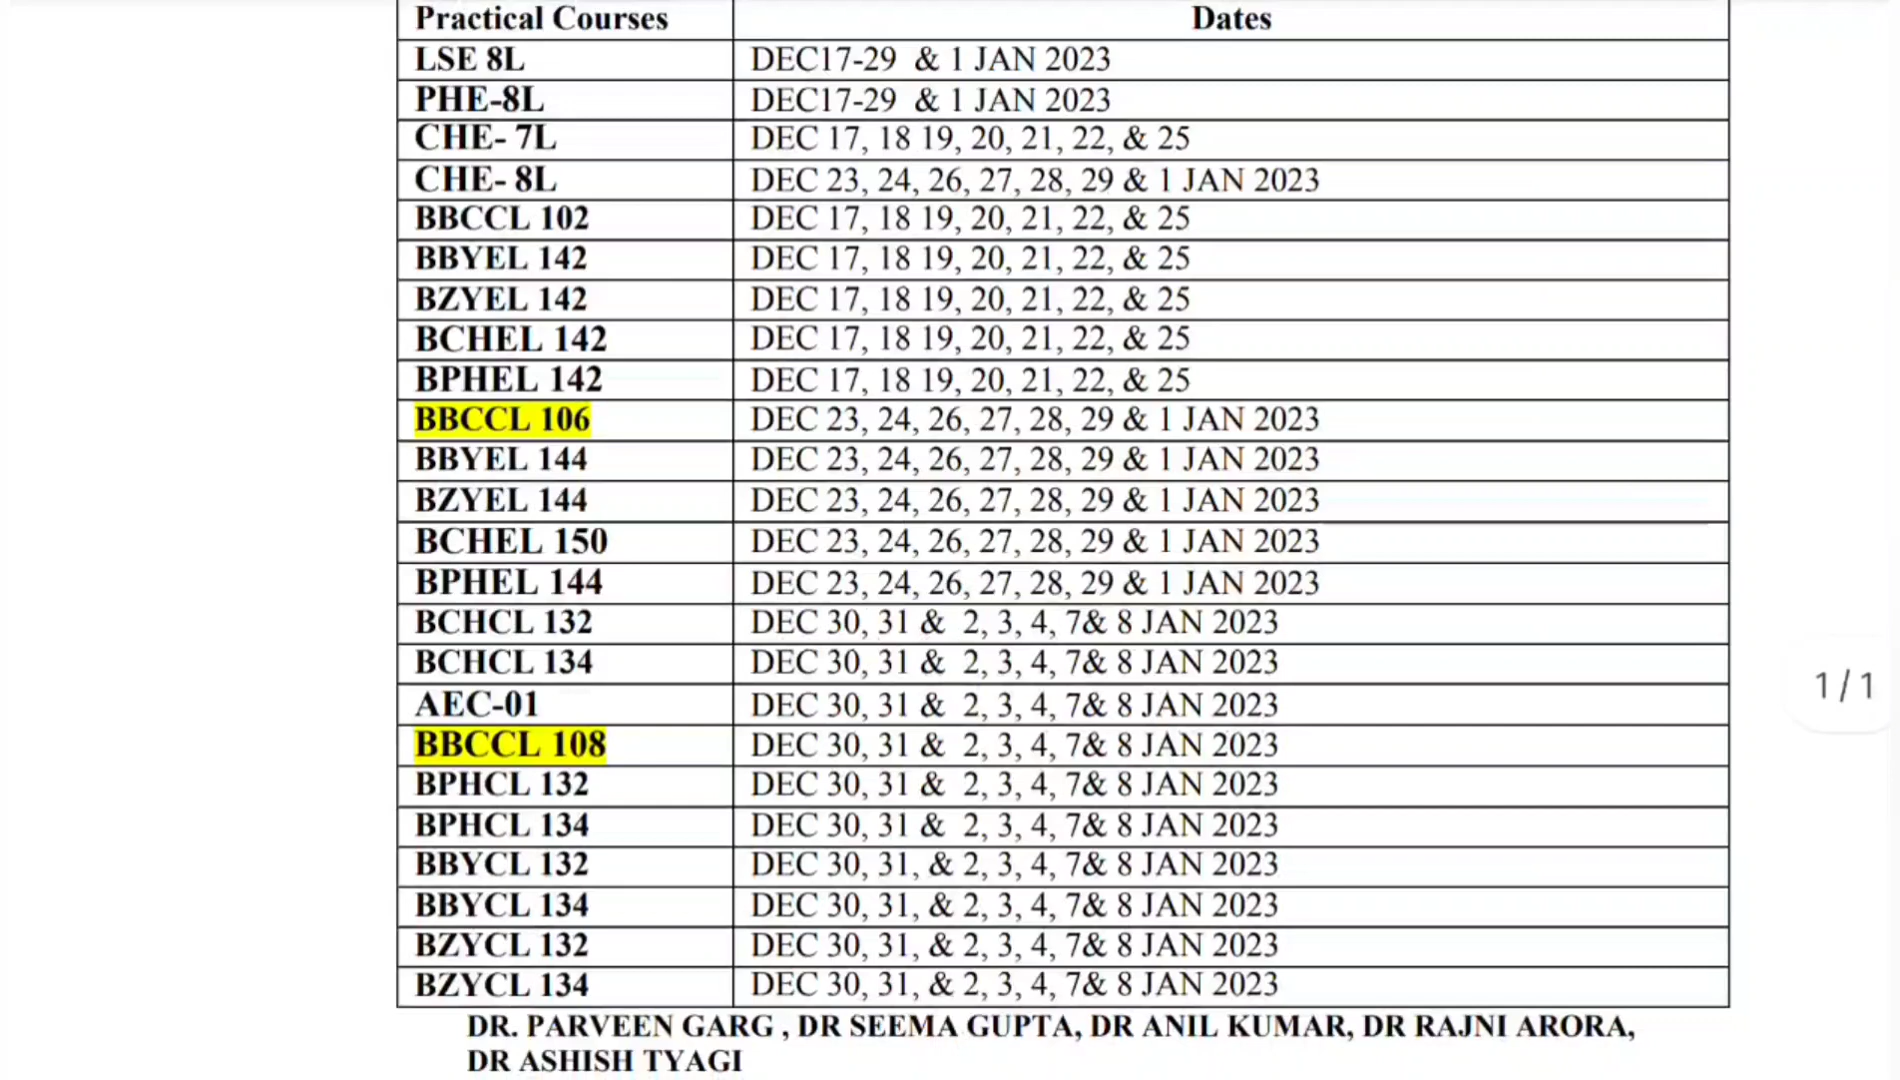 Practical Courses Dates
LSE 8L DEC17-29 & 1 JAN 2023
PHE-8L DEC17-29 & 1 JAN 2023
CHE- 7L DEC 17, 18 19, 20, 21, 22, & 25
CHE- 8L DEC 23, 24, 26, 27, 28, 29 & 1 JAN 2023
BBCCL 102 DEC 17, 18 19, 20, 21, 22, & 25
BBYEL 142 DEC 17, 18 19, 20, 21, 22, & 25
BZYEL 142 DEC 17, 18 19, 20, 21, 22, & 25
BCHEL 142 DEC 17, 18 19, 20, 21, 22, & 25
BPHEL 142 DEC 17, 18 19, 20, 21, 22, & 25
BBCCL 106 DEC 23, 24, 26, 27, 28, 29 & 1 JAN 2023
BBYEL 144 DEC 23, 24, 26, 27, 28, 29 & 1 JAN 2023
BZYEL 144 DEC 23, 24, 26, 27, 28, 29 & 1 JAN 2023
BCHEL 150 DEC 23, 24, 26, 27, 28, 29 & 1 JAN 2023
BPHEL 144 DEC 23, 24, 26, 27, 28, 29 & 1 JAN 2023
BCHCL 132 DEC 30, 31 & 2, 3, 4, 7& 8 JAN 2023
BCHCL 134 DEC 30, 31 & 2, 3, 4, 7& 8 JAN 2023
1 / 1
AEC-01 DEC 30, 31 & 2, 3, 4, 7& 8 JAN 2023
BBCCL 108 DEC 30, 31 & 2, 3, 4, 7& 8 JAN 2023
BPHCL 132 DEC 30, 31 & 2, 3, 4, 7& 8 JAN 2023
BPHCL 134 DEC 30, 31 & 2, 3, 4, 7& 8 JAN 2023
BBYCL 132 DEC 30, 31, & 2, 3, 4, 7& 8 JAN 2023
BBYCL 134 DEC 30, 31, & 2, 3, 4, 7& 8 JAN 2023
BZYCL 132 DEC 30, 31, & 2, 3, 4, 7& 8 JAN 2023
BZYCL 134 DEC 30, 31, & 2, 3, 4, 7& 8 JAN 2023
DR. PARVEEN GARG , DR SEEMA GUPTA, DR ANIL KUMAR, DR RAJNI ARORA,
DR ASHISH TYAGI